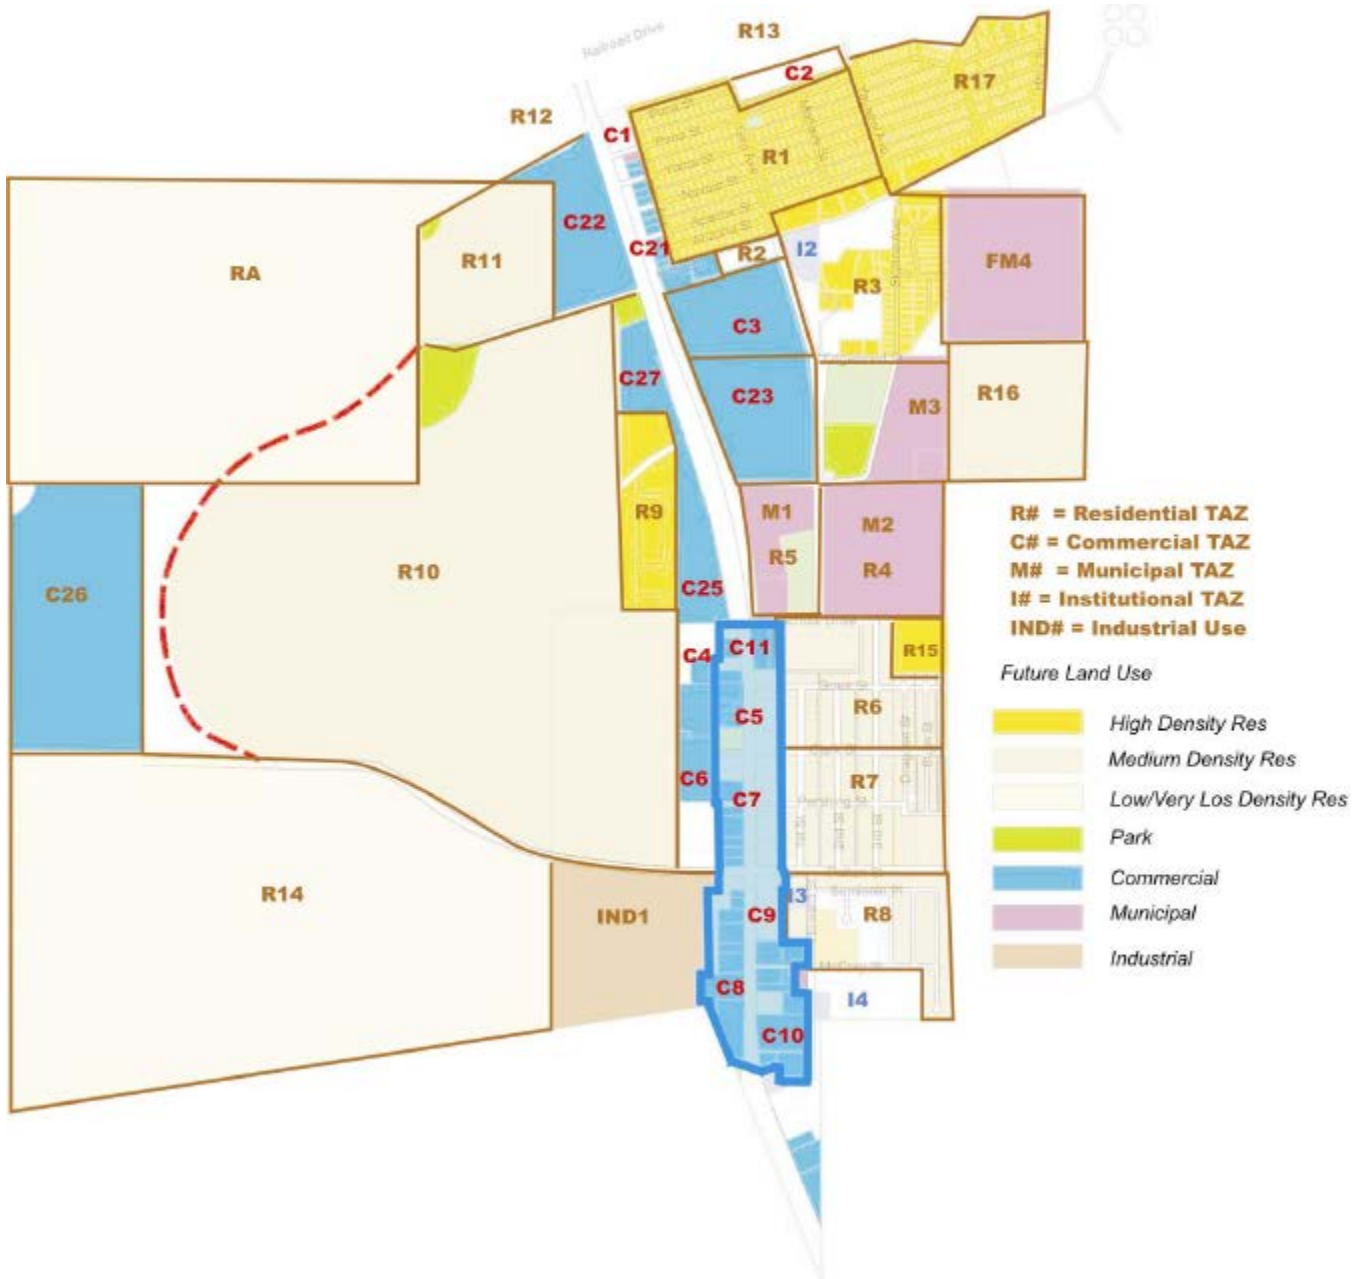 Railroad Drive
R13
C2
R17
R12
C1
R1
C22
C21
R2
I2
RA
R11
FM4
R3
C3
C27
C23
R16
M3
R9
M1
M2
R# = Residential TAZ
C# = Commercial TAZ
M# = Municipal TAZ
I# = Institutional TAZ
IND# = Industrial Use
R5
R4
R10
C26
C25
C11
C4
R15
Future Land Use
C5
R6
High Density Res
Medium Density Res
Low/Very Los Density Res
Park
Commercial
Municipal
Industrial
C6
C7
R7
Pershing St
R14
IND1
C9
I3
R8
C8
I4
C10